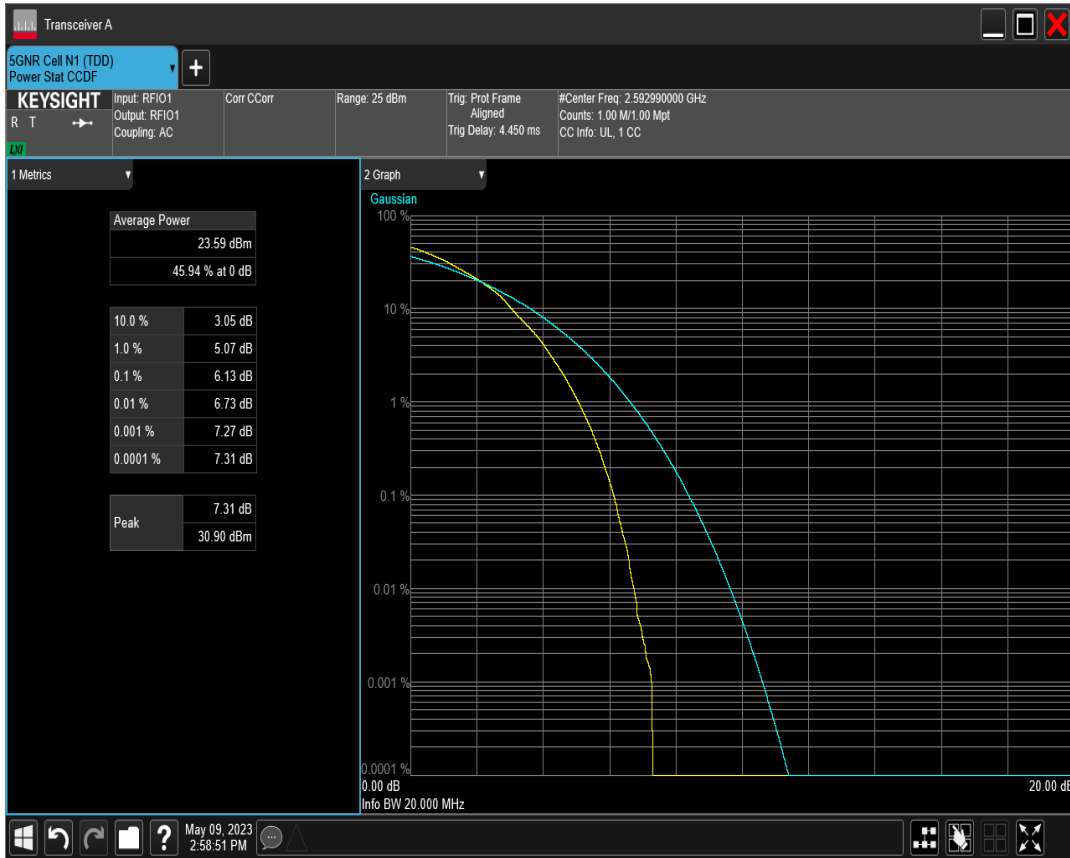 Transceiver A
5GNR Cell N1 (TDD)
Power Stat CCDF
+
KEYSIGHT
R T
LXI
Input: RFIO1
Output: RFIO1
Coupling: AC
Corr CCorr
Range: 25 dBm
Trig: Prot Frame
Aligned
Trig Delay: 4.450 ms
#Center Freq: 2.592990000 GHz
Counts: 1.00 M/1.00 Mpt
CC Info: UL, 1 CC
1 Metrics
Average Power
23.59 dBm
45.94 % at 0 dB
10.0 % 3.05 dB
1.0 % 5.07 dB
0.1 % 6.13 dB
0.01 % 6.73 dB
0.001 % 7.27 dB
0.0001 % 7.31 dB
Peak
7.31 dB
30.90 dBm
2 Graph
Gaussian
100 %
10 %
1 %
0.1 %
0.01 %
0.001 %
0.0001 %
0.00 dB
20.00 dB
Info BW 20.000 MHz
?
May 09, 2023
2:58:51 PM